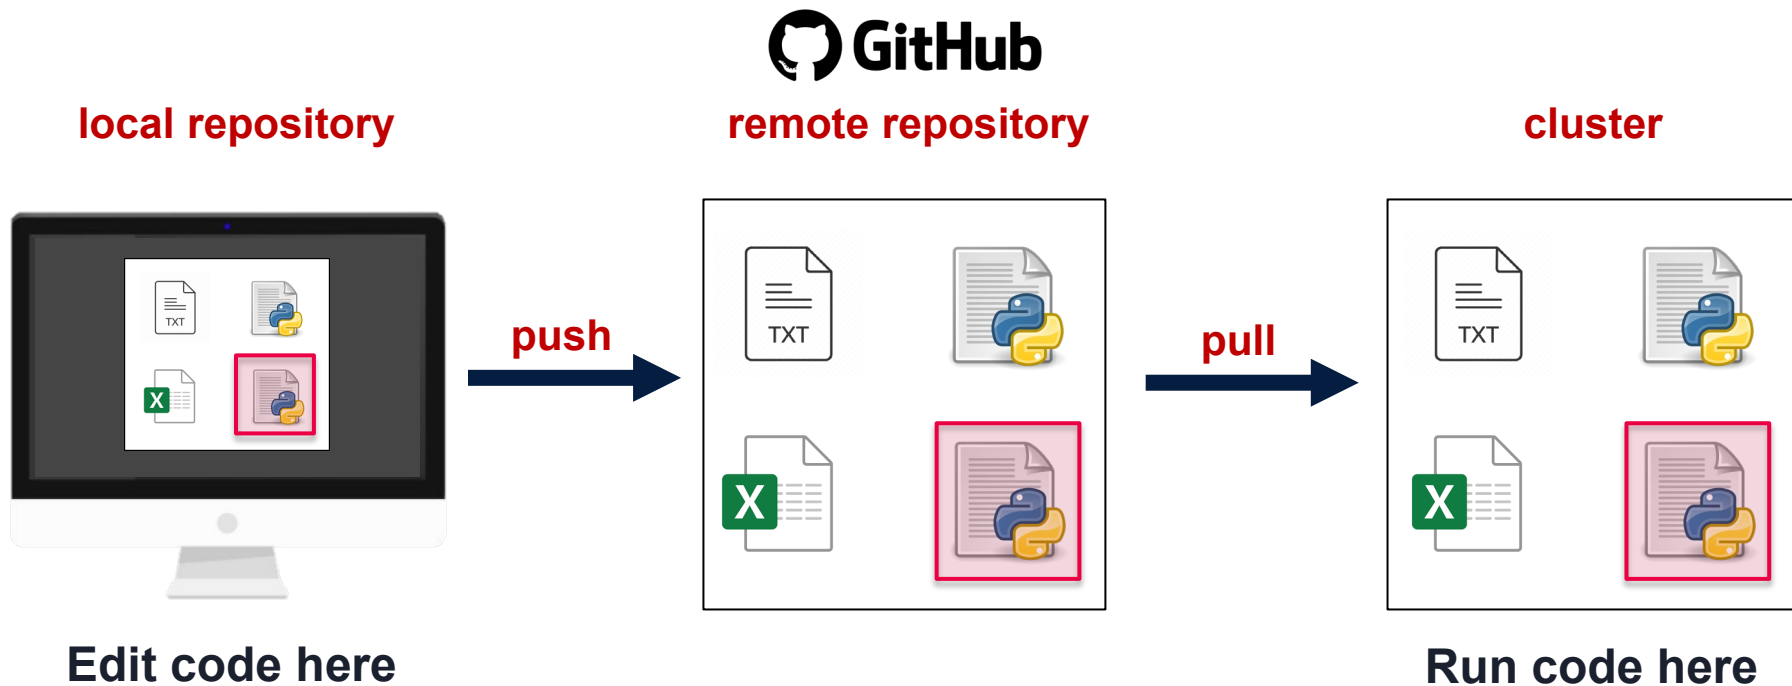 GitHub
local repository
remote repository
cluster
TXT
X
push
TXT
X
pull
TXT
X
Edit code here
Run code here